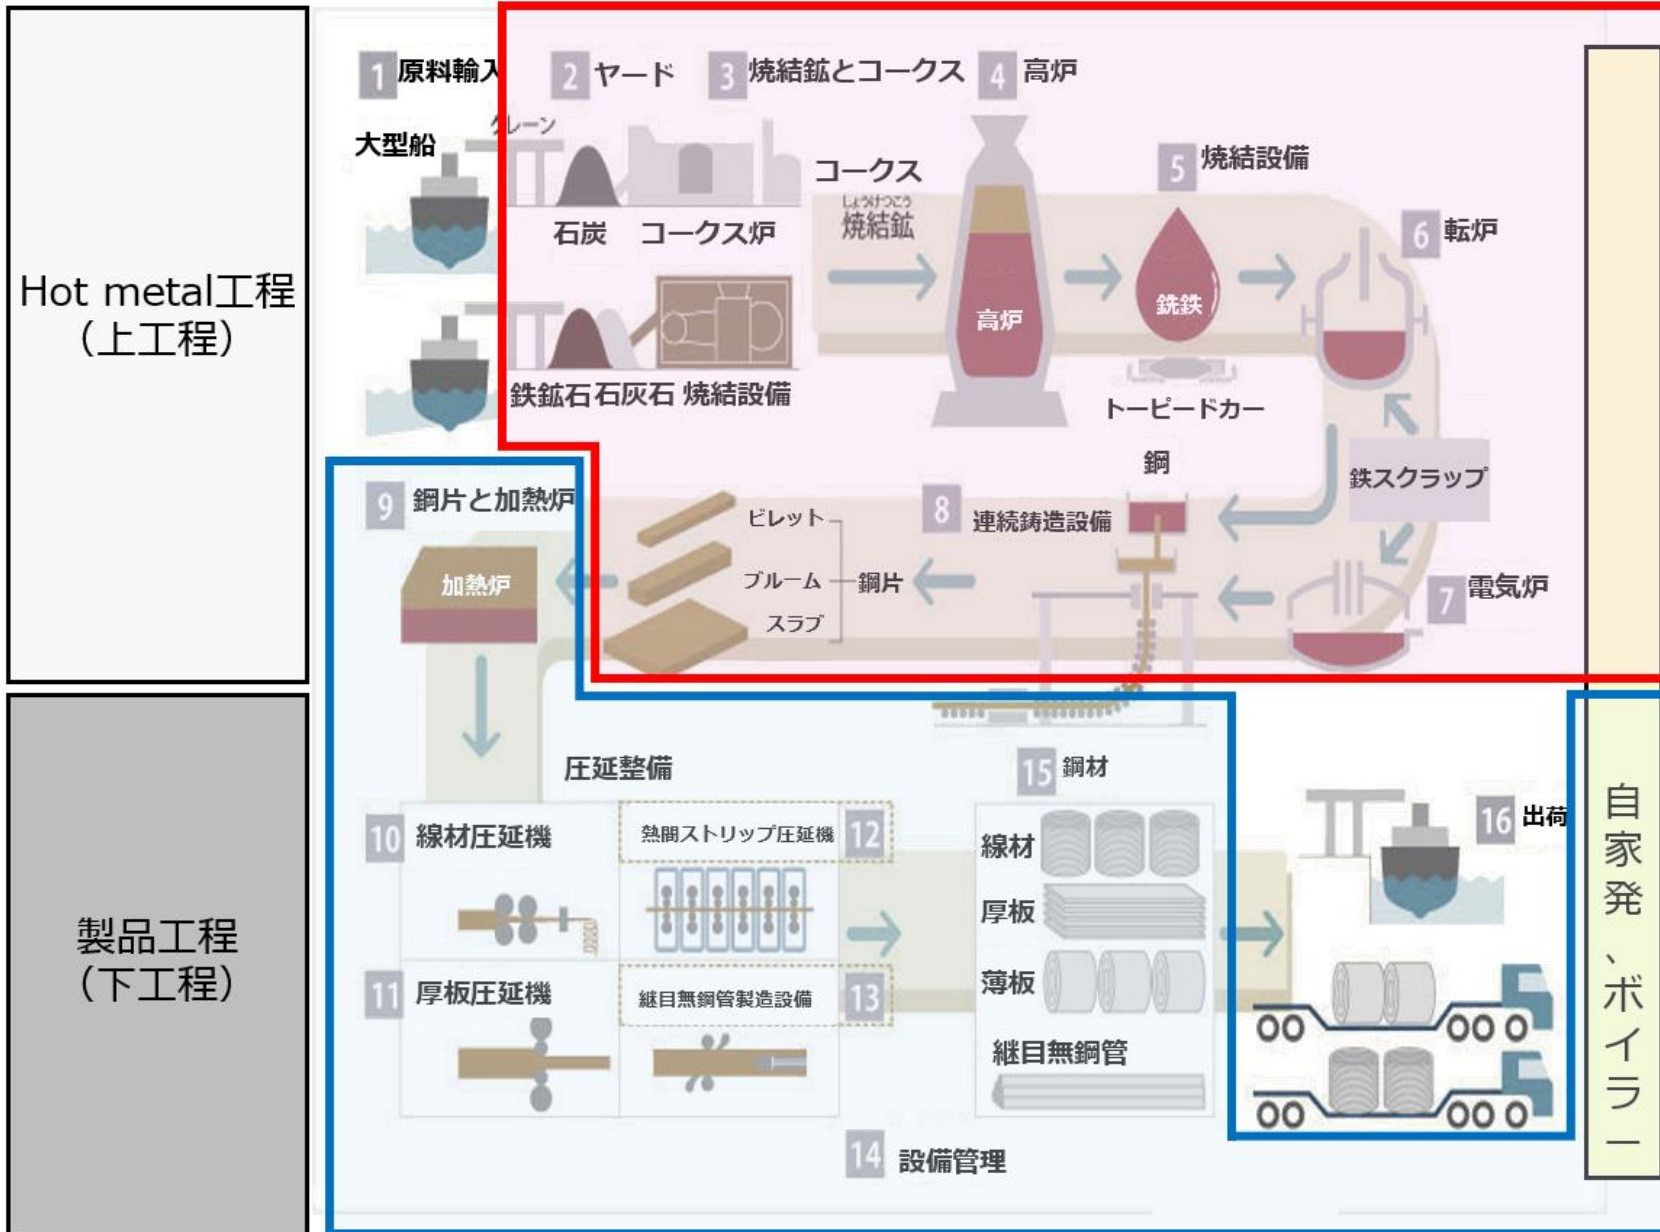 Hot metal工程
（上工程）
1 原料輸入
2 ヤード
3 焼結鉱とコークス
4 高炉
大型船
クレーン
石炭
コークス炉
鉄鉱石
石灰石
焼結設備
コークス
しょうけつこう
焼結鉱
高炉
5 焼結設備
銑鉄
トーピードカー
6 転炉
鉄スクラップ
7 電気炉
鋼
8 連続鋳造設備
ビレット
ブルーム
スラブ
鋼片
9 鋼片と加熱炉
加熱炉
製品工程
（下工程）
圧延整備
10 線材圧延機
熱間ストリップ圧延機 12
11 厚板圧延機
継目無鋼管製造設備 13
14 設備管理
15 鋼材
線材
厚板
薄板
継目無鋼管
16 出荷
自家発、ボイラー